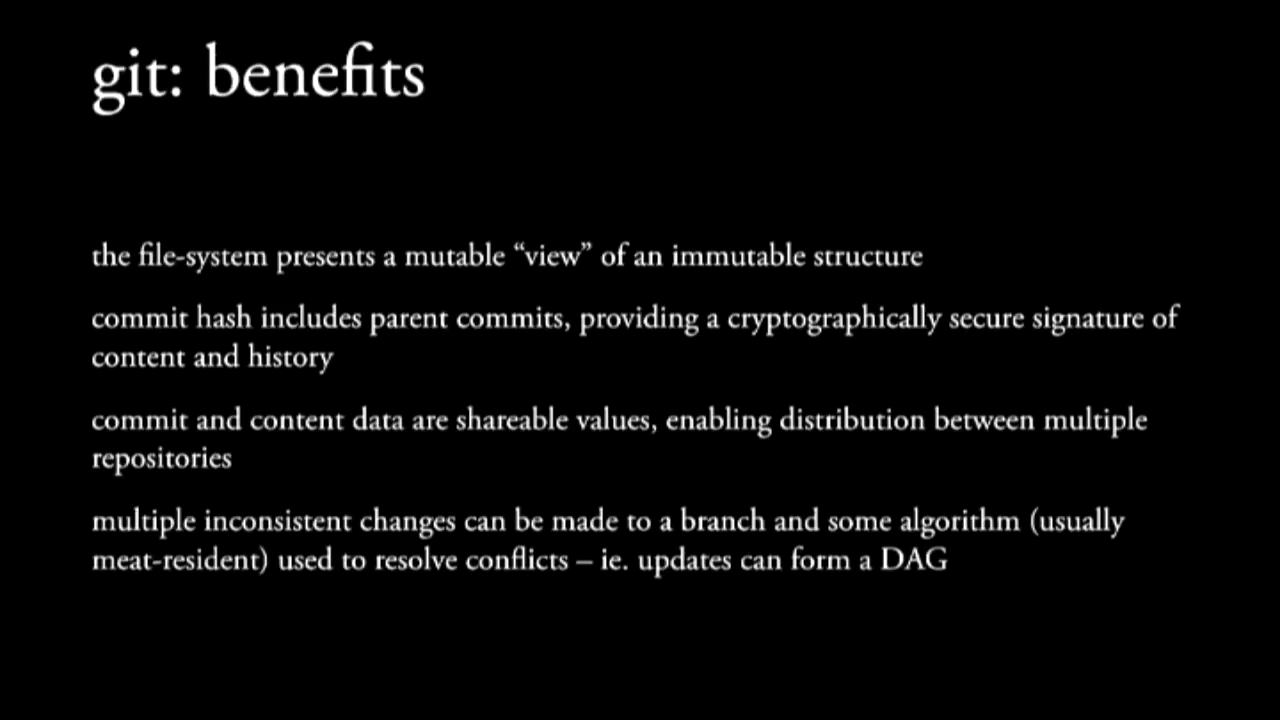 git: benefits
the file-system presents a mutable “view” of an immutable structure
commit hash includes parent commits, providing a cryptographically secure signature of
content and history
commit and content data are shareable values, enabling distribution between multiple
repositories
multiple inconsistent changes can be made to a branch and some algorithm (usually
meat-resident) used to resolve conflicts – ie. updates can form a DAG